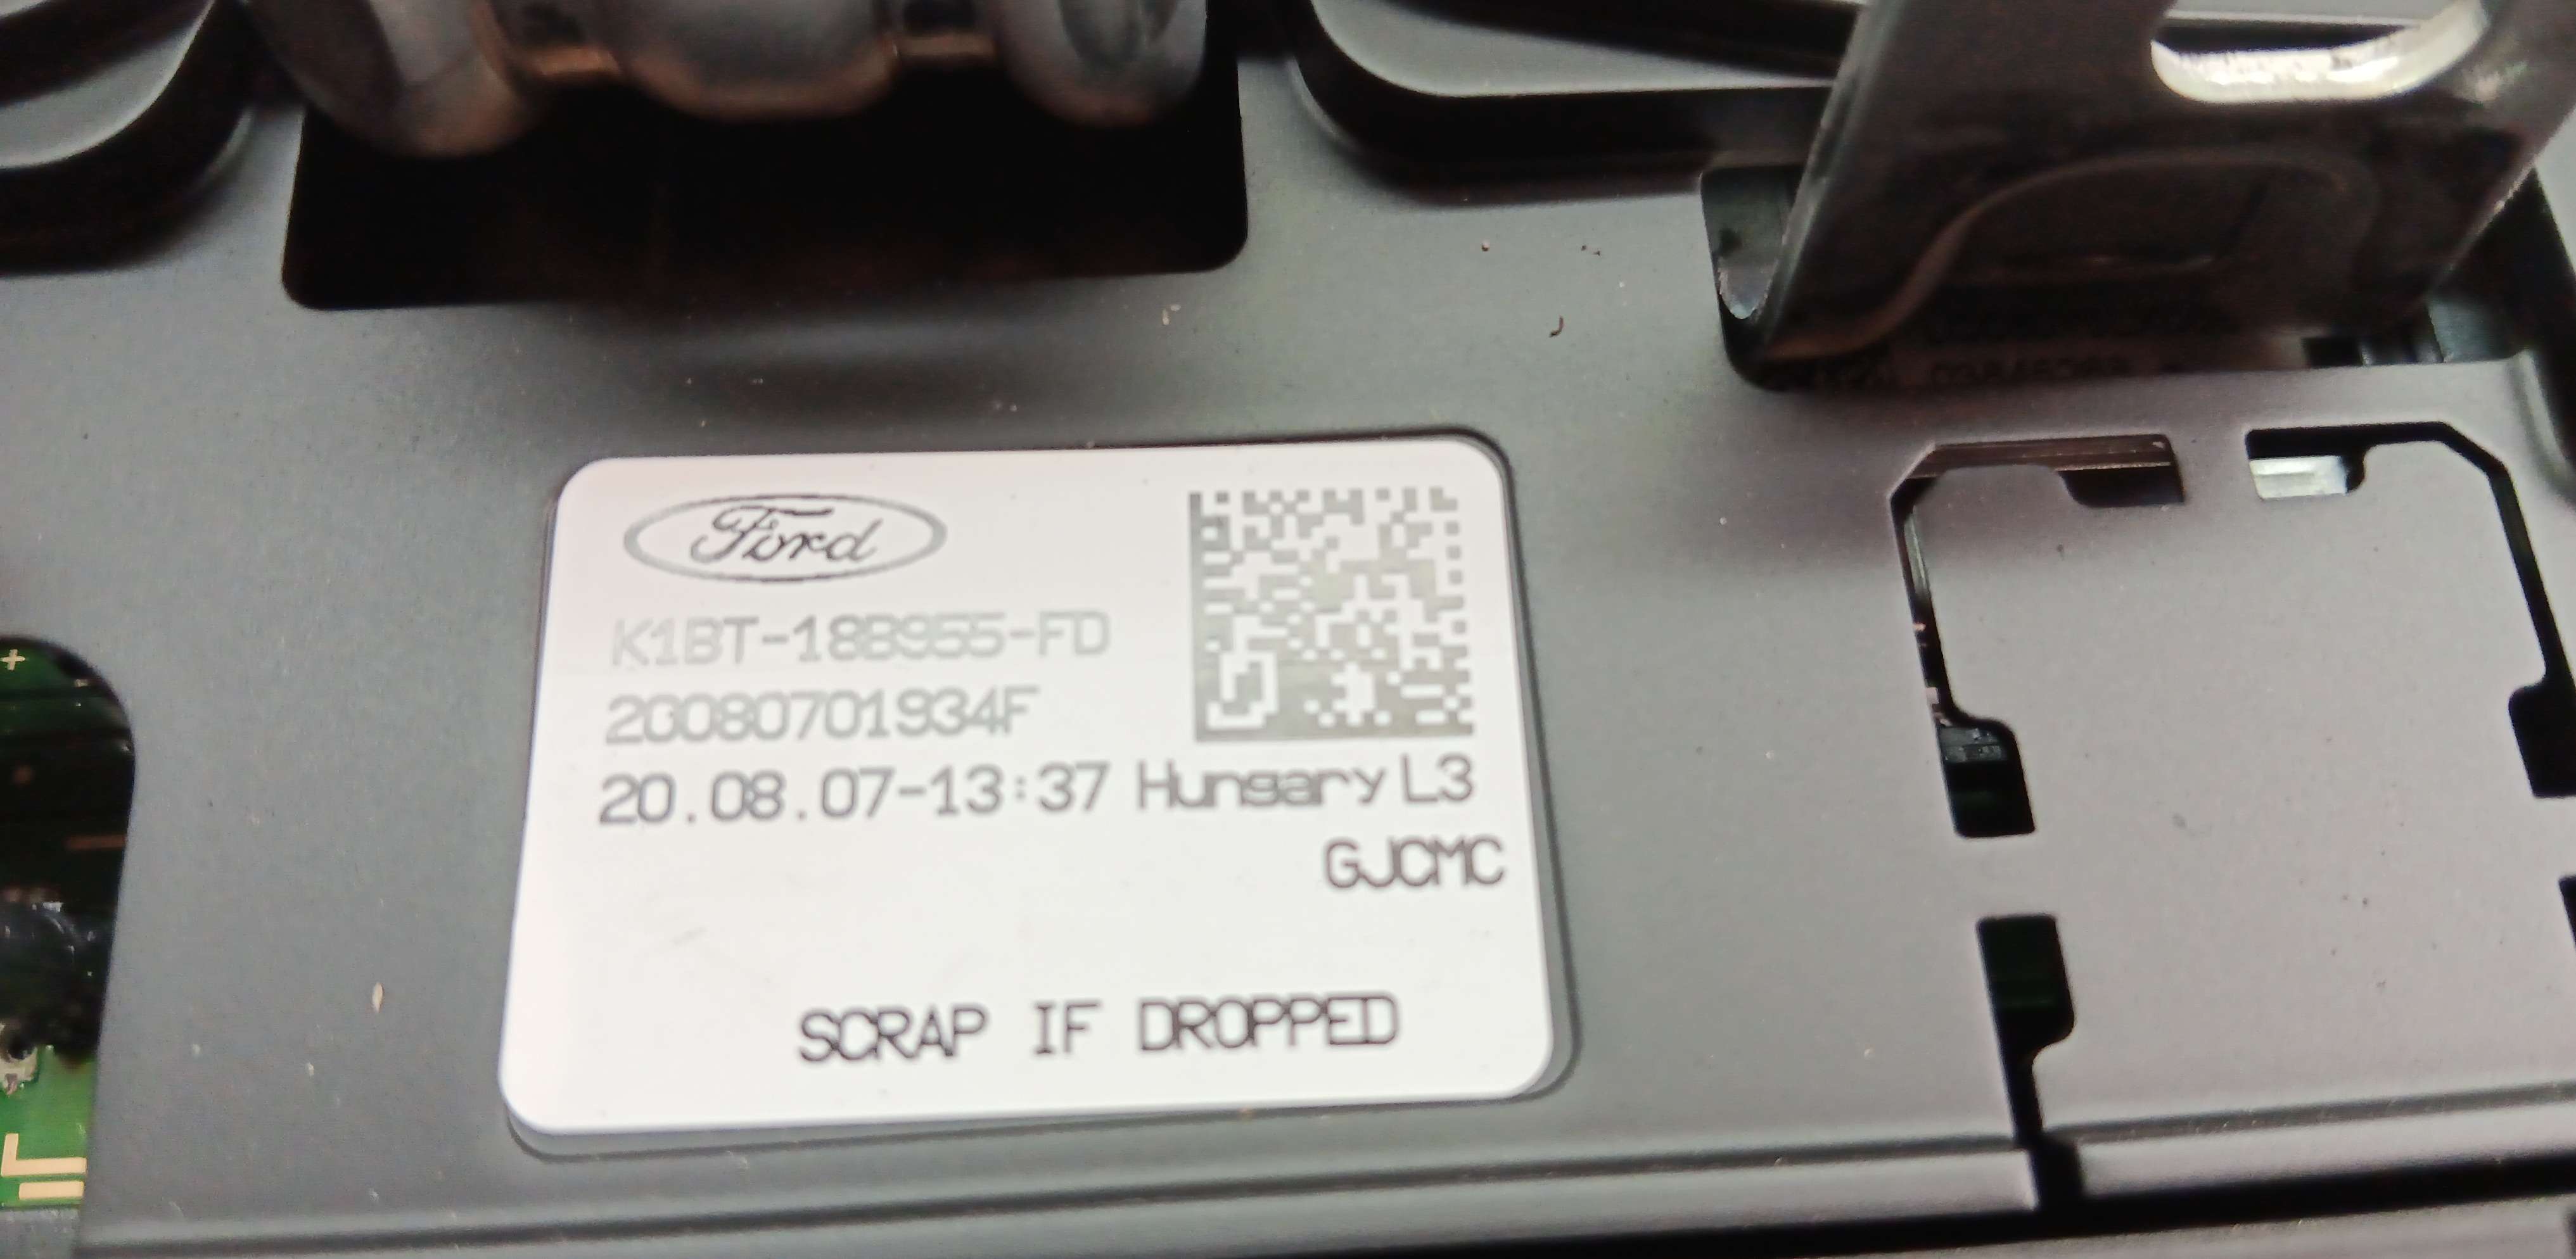 Ford
K1BT-18B955-FD
20080701934F
20.08.07-13:37 Hungary L3
GJCMC
SCRAP IF DROPPED